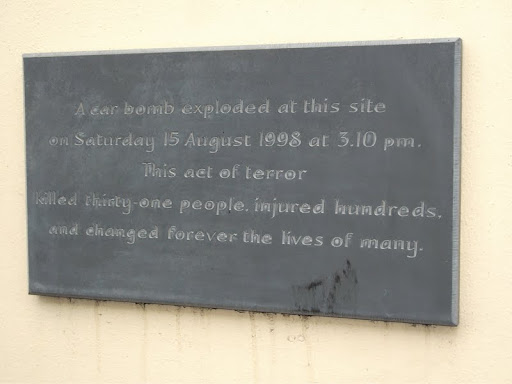 A car bomb exploded at this site
on Saturday 15 August 1998 at 3.10 pm.
This act of terror
killed thirty-one people, injured hundreds,
and changed forever the lives of many.